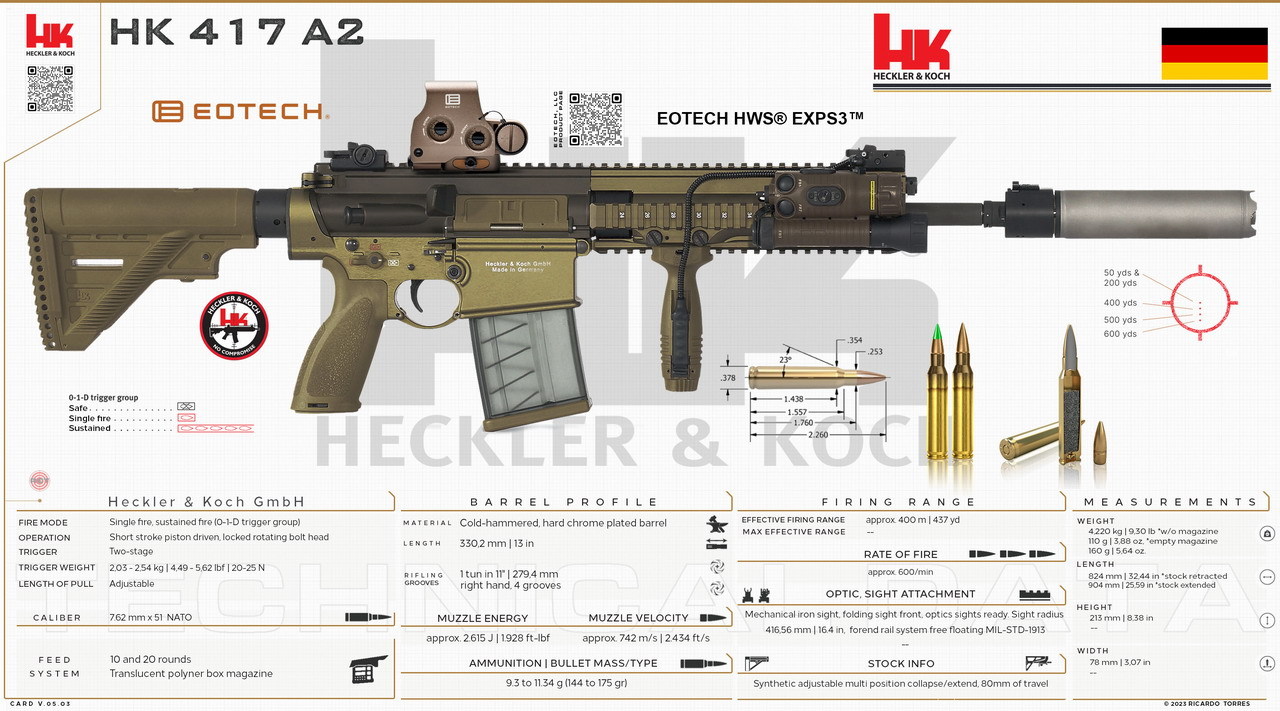 HK
HECKLER & KOCH
HK 417 A2
HK
HECKLER & KOCH
EOTECH®
EOTECH
EOTECH, LLC
PRODUCT PAGE
EOTECH HWS® EXPS3™
24 26 28 30 32 34
Heckler & Koch GmbH
Made in Germany
HECKLER & KOCH
HK
NO COMPROMISE
50 yds &
200 yds
400 yds
500 yds
600 yds
.354
.253
23°
.378
1.438
1.557
1.760
2.260
0-1-D trigger group
Safe . . . . . . . . . . . . .
Single fire . . . . . . . . . . .
Sustained . . . . . . . . . . .
HK
HECKLER & KOCH
TECHNICAL DATA
Heckler & Koch GmbH
FIRE MODE Single fire, sustained fire (0-1-D trigger group)
OPERATION Short stroke piston driven, locked rotating bolt head
TRIGGER Two-stage
TRIGGER WEIGHT 2,03 - 2,54 kg | 4,49 - 5,62 lbf | 20-25 N
LENGTH OF PULL Adjustable
CALIBER 7.62 mm x 51 NATO
FEED
SYSTEM
10 and 20 rounds
Translucent polyner box magazine
BARREL PROFILE
MATERIAL Cold-hammered, hard chrome plated barrel
LENGTH 330,2 mm | 13 in
RIFLING
GROOVES
1 tun in 11" | 279,4 mm
right hand, 4 grooves
MUZZLE ENERGY MUZZLE VELOCITY
approx. 2.615 J | 1.928 ft-lbf approx. 742 m/s | 2.434 ft/s
AMMUNITION | BULLET MASS/TYPE
9.3 to 11.34 g (144 to 175 gr)
FIRING RANGE
EFFECTIVE FIRING RANGE approx. 400 m | 437 yd
MAX EFFECTIVE RANGE --
RATE OF FIRE
approx. 600/min
OPTIC, SIGHT ATTACHMENT
Mechanical iron sight, folding sight front, optics sights ready. Sight radius
416,56 mm | 16.4 in, forend rail system free floating MIL-STD-1913
--
STOCK INFO
Synthetic adjustable multi position collapse/extend, 80mm of travel
MEASUREMENTS
WEIGHT
4,220 kg | 9,30 lb *w/o magazine
110 g | 3,88 oz, *empty magazine
160 g | 5,64 oz.
LENGTH
824 mm | 32,44 in *stock retracted
904 mm | 25,59 in *stock extended
HEIGHT
213 mm | 8,38 in
--
WIDTH
78 mm | 3,07 in
--
CARD V.05.03
© 2023 RICARDO TORRES